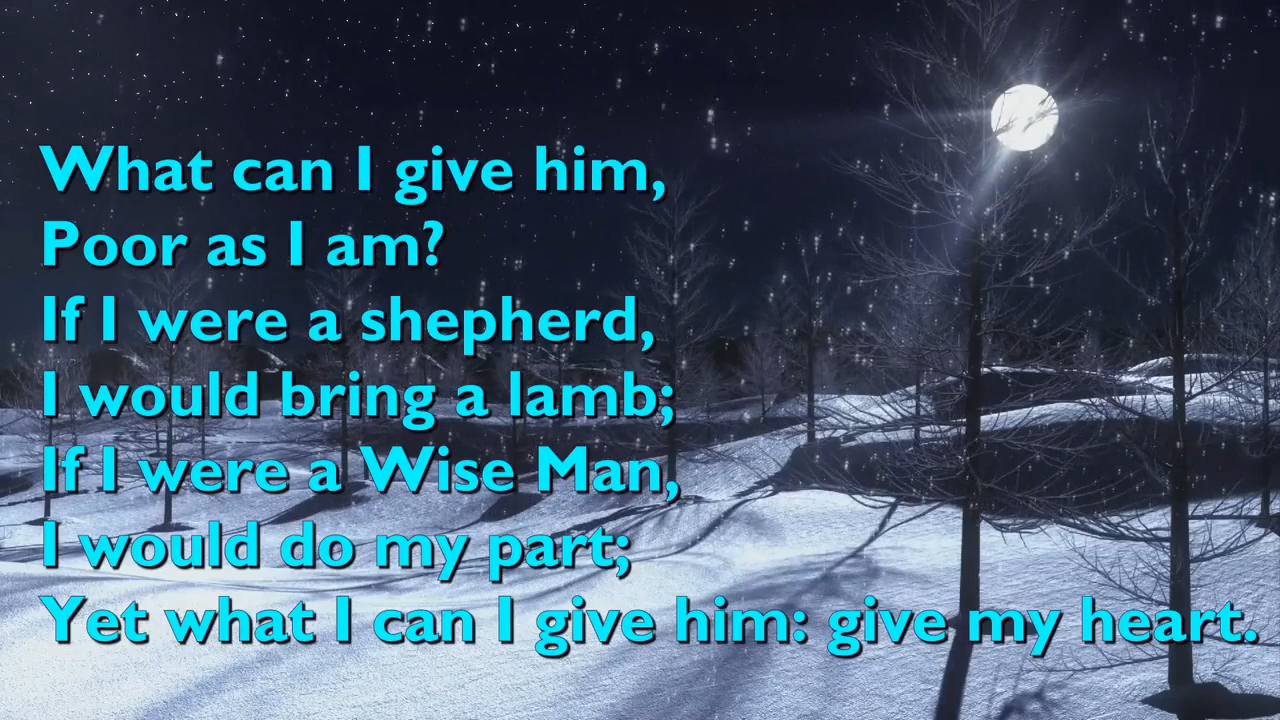 What can I give him,
Poor as I am?
If I were a shepherd,
I would bring a lamb;
If I were a Wise Man,
I would do my part;
Yet what I can I give him: give my heart.